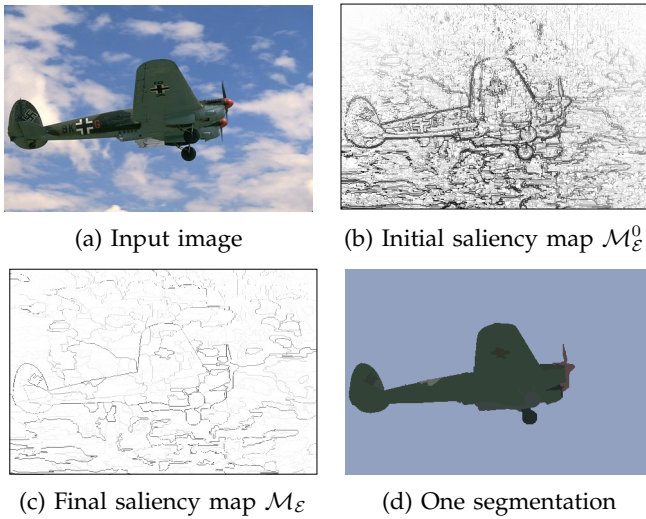 (a) Input image
(b) Initial saliency map $\mathcal{M}_{\mathcal{E}}^{0}$
(c) Final saliency map $\mathcal{M}_{\mathcal{E}}$
(d) One segmentation